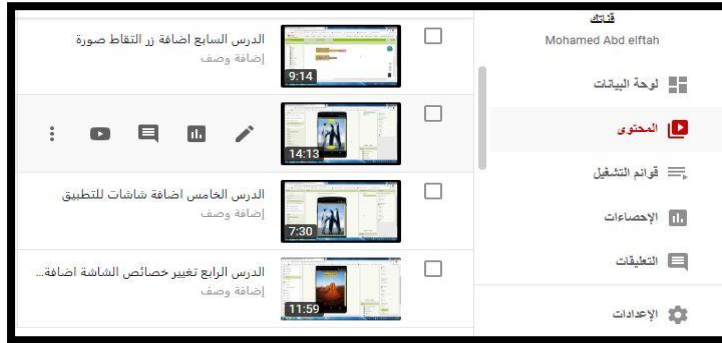 قناتك
Mohamed Abd elftah
لوحة البيانات
المحتوى
قوائم التشغيل
الإحصاءات
التعليقات
الإعدادات
الدرس السابع اضافة زر التقاط صورة
إضافة وصف
9:14
14:13
الدرس الخامس اضافة شاشات للتطبيق
إضافة وصف
7:30
الدرس الرابع تغيير خصائص الشاشة اضافة...
إضافة وصف
11:59